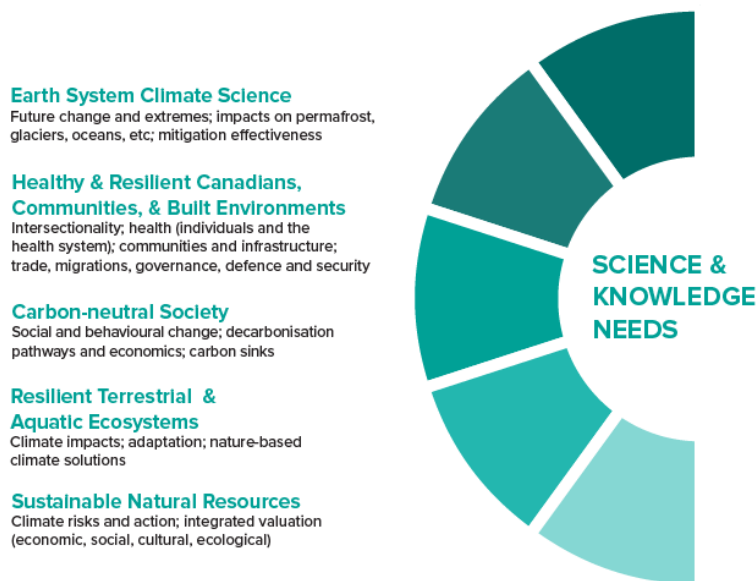 Earth System Climate Science
Future change and extremes; impacts on permafrost,
glaciers, oceans, etc; mitigation effectiveness
Healthy & Resilient Canadians,
Communities, & Built Environments
Intersectionality; health (individuals and the
health system); communities and infrastructure;
trade, migrations, governance, defence and security
Carbon-neutral Society
Social and behavioural change; decarbonisation
pathways and economics; carbon sinks
Resilient Terrestrial &
Aquatic Ecosystems
Climate impacts; adaptation; nature-based
climate solutions
Sustainable Natural Resources
Climate risks and action; integrated valuation
(economic, social, cultural, ecological)
SCIENCE &
KNOWLEDGE
NEEDS